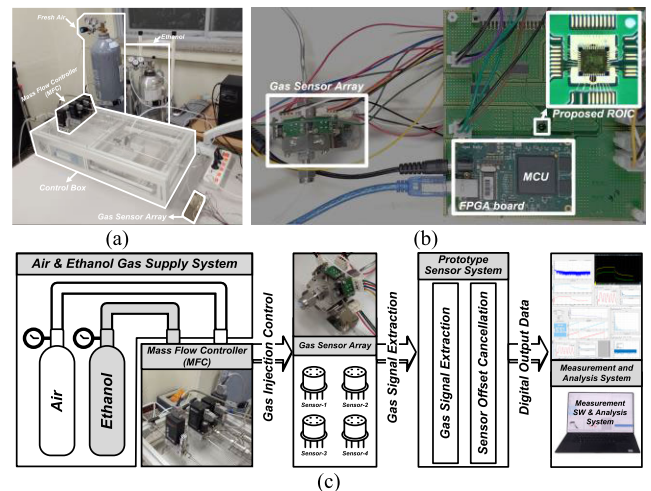 Fresh Air
Ethanol
Mass Flow Controller
(MFC)
Control Box
Gas Sensor Array
(a)
Gas Sensor Array
Proposed ROIC
MCU
FPGA board
(b)
Air & Ethanol Gas Supply System
Air
Ethanol
Mass Flow Controller
(MFC)
Gas Injection Control
Gas Sensor Array
Sensor-1
Sensor-2
Sensor-3
Sensor-4
Gas Signal Extraction
Prototype
Sensor System
Gas Signal Extraction
Sensor Offset Cancellation
Digital Output Data
Measurement and
Analysis System
Measurement
SW & Analysis
System
(c)